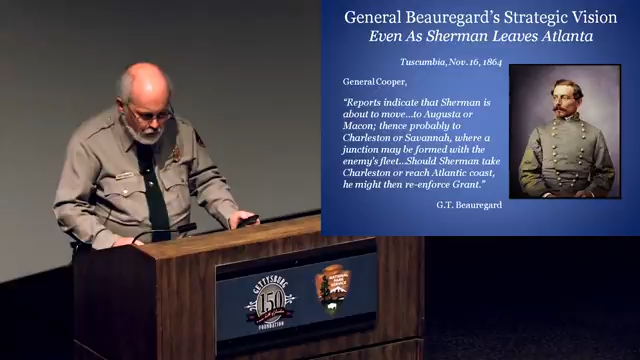 General Beauregard's Strategic Vision
Even As Sherman Leaves Atlanta
Tuscumbia, Nov. 16, 1864
General Cooper,
"Reports indicate that Sherman is
about to move...to Augusta or
Macon; thence probably to
Charleston or Savannah, where a
junction may be formed with the
enemy's fleet...Should Sherman take
Charleston or reach Atlantic coast,
he might then re-enforce Grant."
G.T. Beauregard
GETTYSBURG
150
FOUNDATION
NATIONAL
PARK
SERVICE